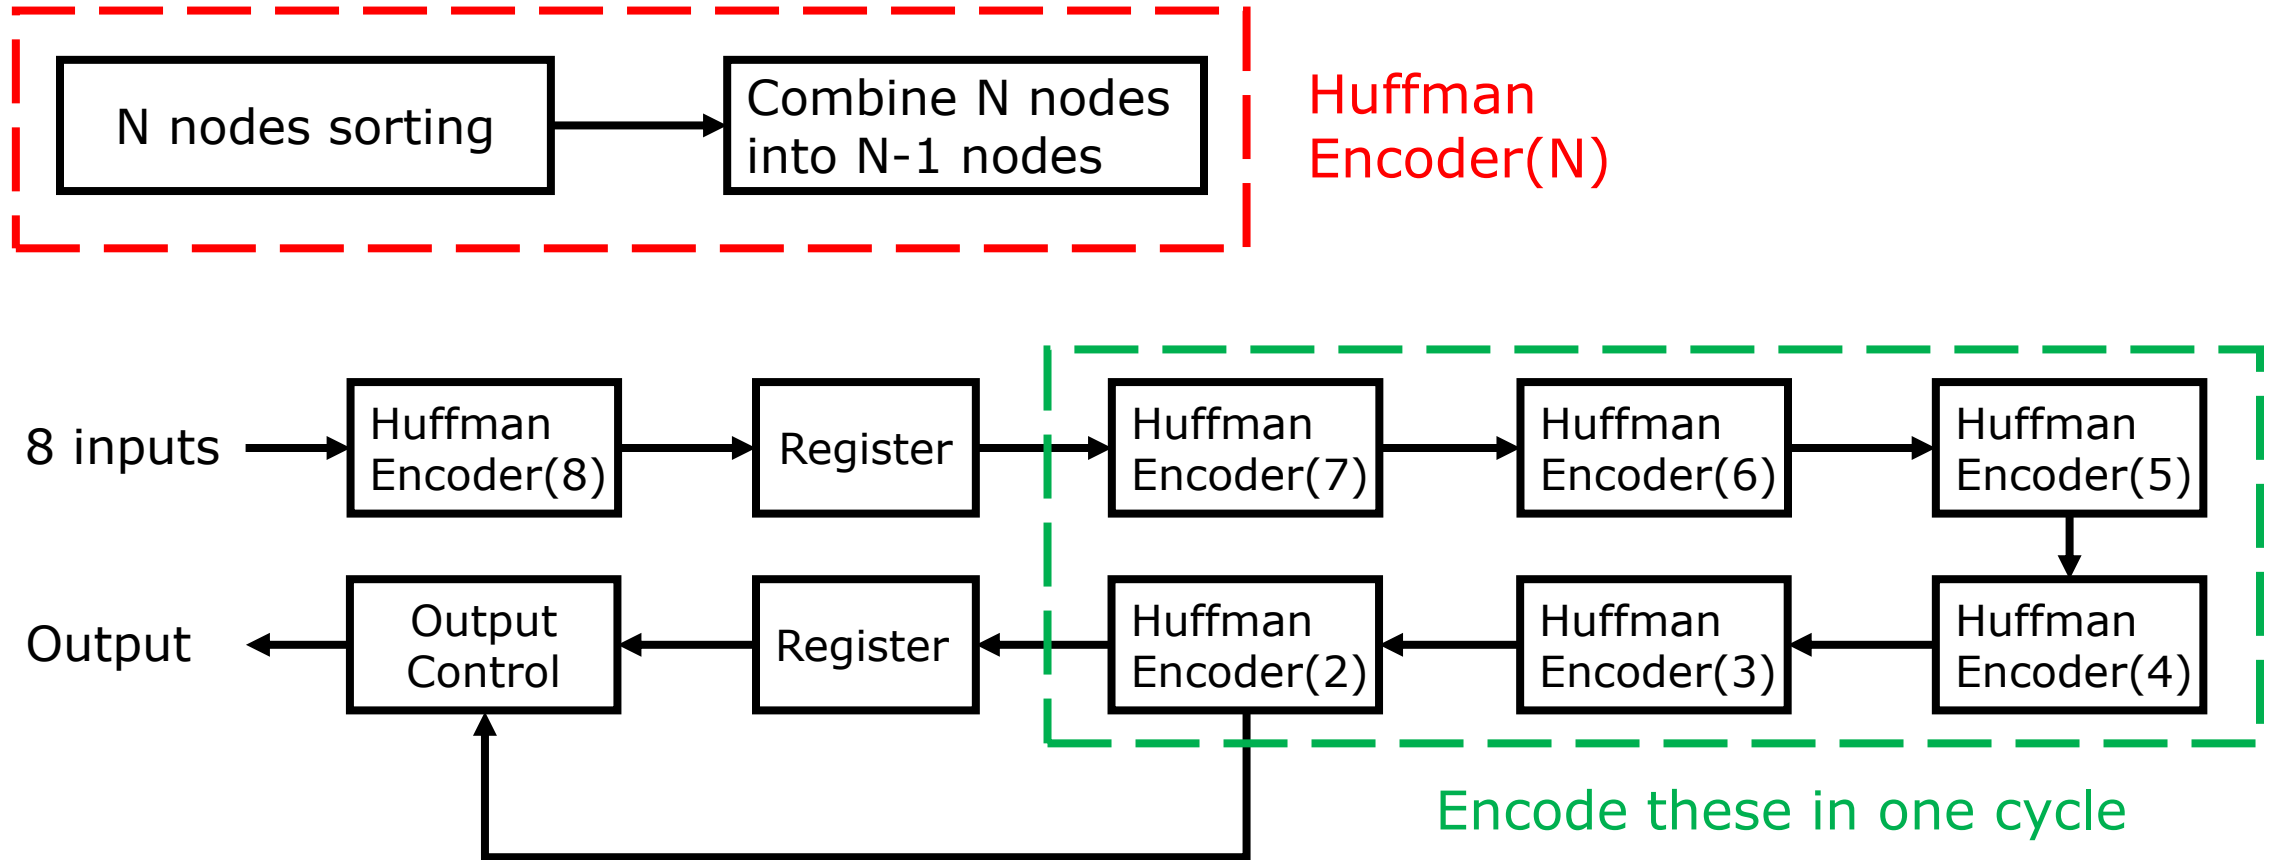 N nodes sorting
Combine N nodes
into N-1 nodes
Huffman
Encoder(N)
8 inputs
Huffman
Encoder(8)
Register
Huffman
Encoder(7)
Huffman
Encoder(6)
Huffman
Encoder(5)
Output
Output
Control
Register
Huffman
Encoder(2)
Huffman
Encoder(3)
Huffman
Encoder(4)
Encode these in one cycle